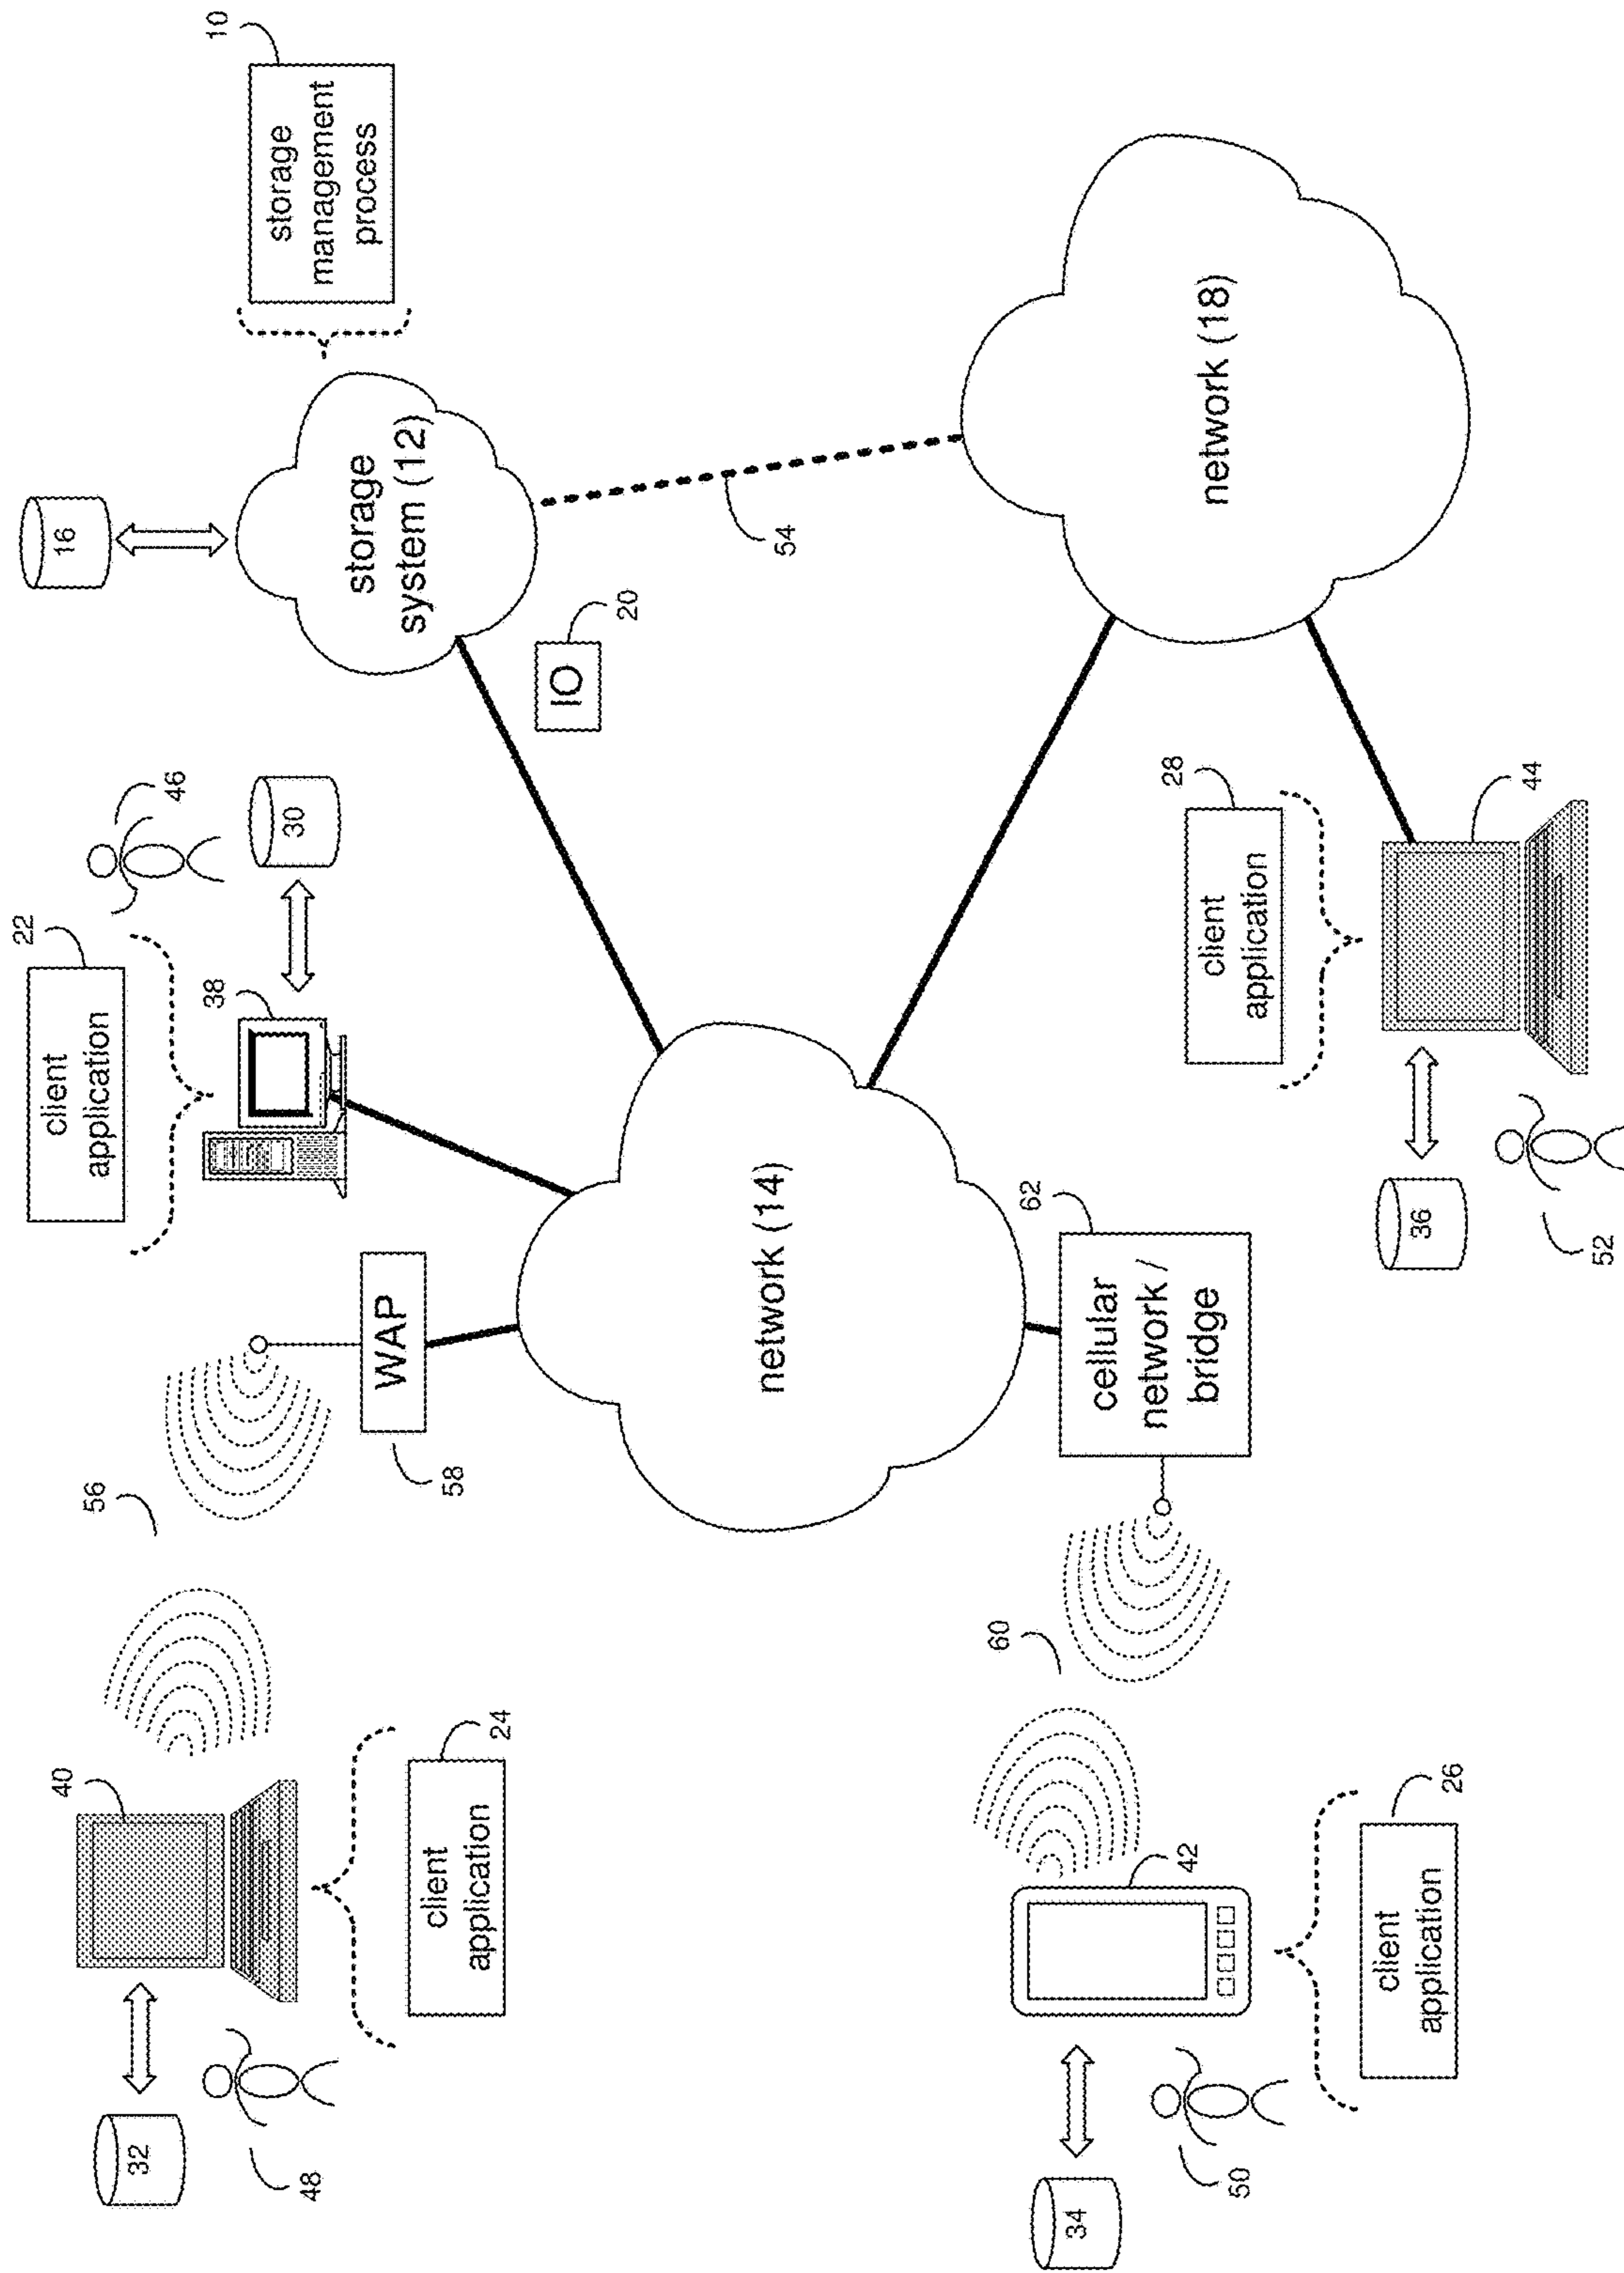 32
48
40
client
application
24
56
WAP
58
client
application
22
38
46
30
16
storage
system (12)
storage
management
process
10
IO
20
54
network (14)
network (18)
34
50
42
client
application
26
60
cellular
network /
bridge
62
36
52
client
application
28
44